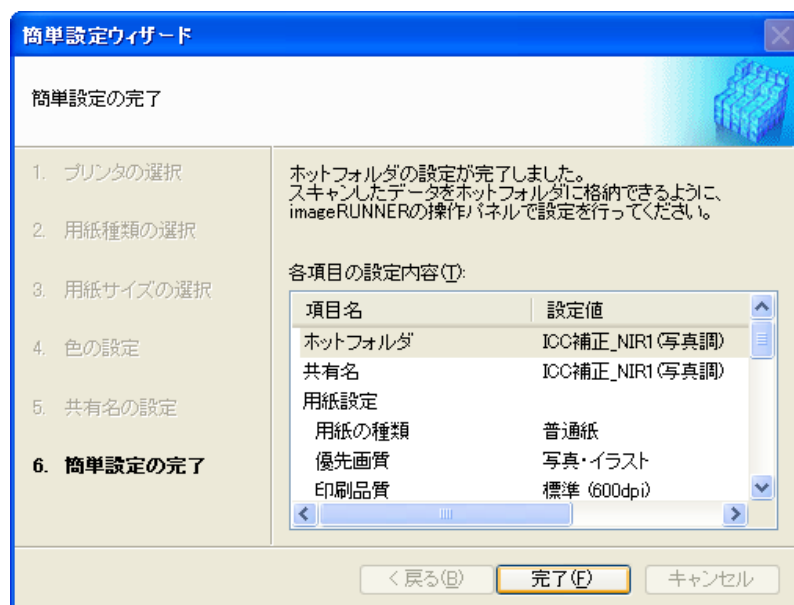 簡単設定ウィザード
簡単設定の完了
1. プリンタの選択
2. 用紙種類の選択
3. 用紙サイズの選択
4. 色の設定
5. 共有名の設定
6. 簡単設定の完了
ホットフォルダの設定が完了しました。
スキャンしたデータをホットフォルダに格納できるように、
imageRUNNERの操作パネルで設定を行ってください。
各項目の設定内容(T):
項目名 設定値
ホットフォルダ ICC補正_NIR1(写真調)
共有名 ICC補正_NIR1(写真調)
用紙設定
用紙の種類 普通紙
優先画質 写真・イラスト
印刷品質 標準 (600dpi)
< 戻る(B) 完了(F) キャンセル